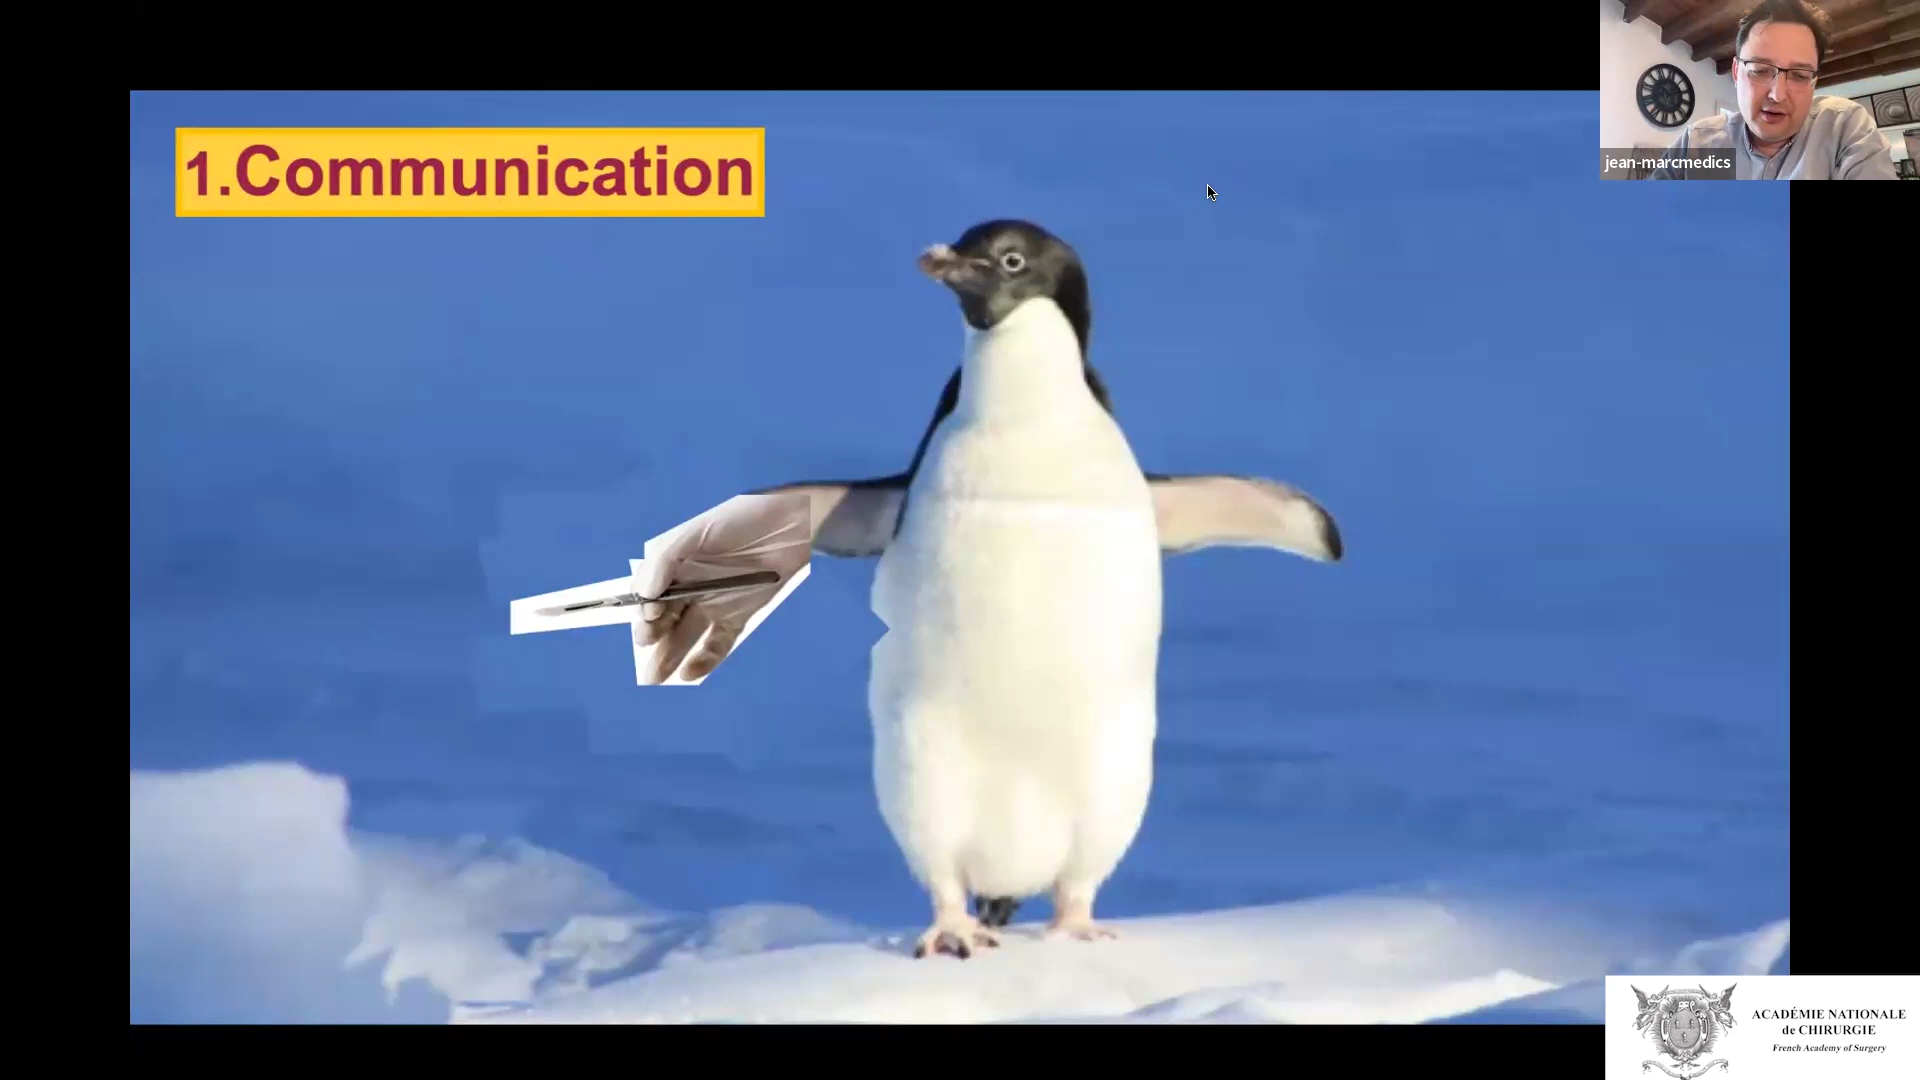 1.Communication
jean-marcmedics
ACADÉMIE NATIONALE
de CHIRURGIE
French Academy of Surgery